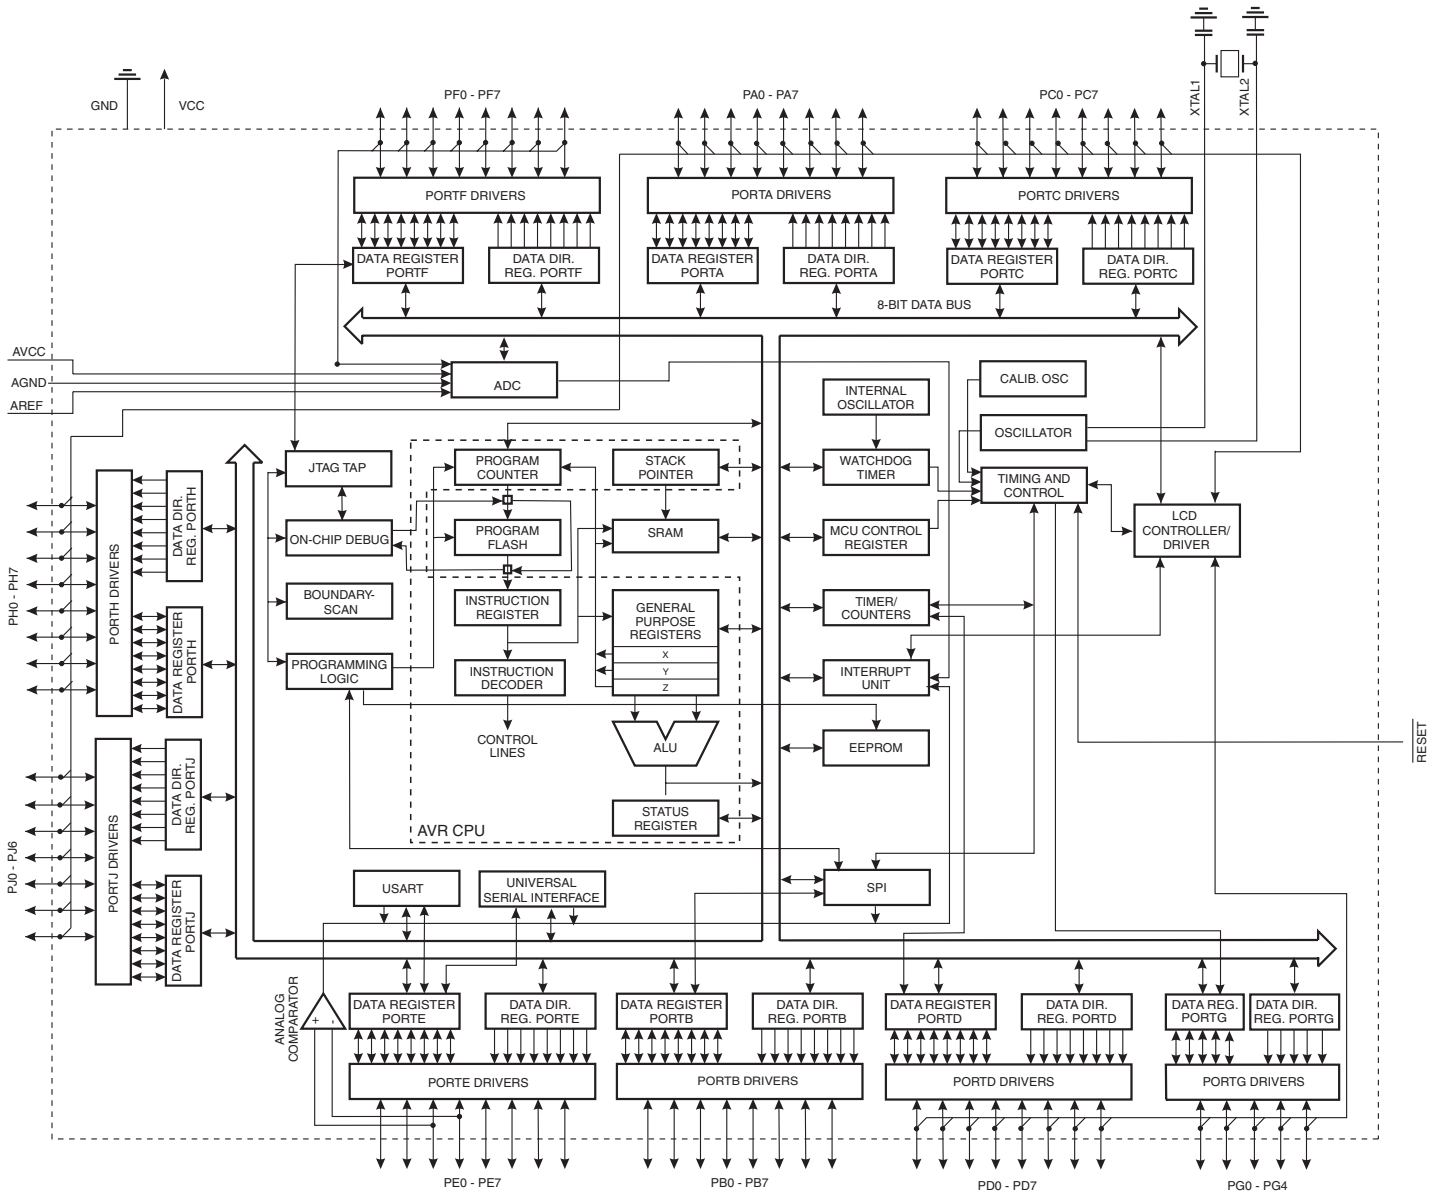 XTAL1
XTAL2
GND
VCC
PF0 - PF7
PA0 - PA7
PC0 - PC7
PORTF DRIVERS
PORTA DRIVERS
PORTC DRIVERS
DATA REGISTER
PORTF
DATA DIR.
REG. PORTF
DATA REGISTER
PORTA
DATA DIR.
REG. PORTA
DATA REGISTER
PORTC
DATA DIR.
REG. PORTC
8-BIT DATA BUS
AVCC
AGND
AREF
ADC
INTERNAL
OSCILLATOR
CALIB. OSC
OSCILLATOR
JTAG TAP
PROGRAM
COUNTER
STACK
POINTER
WATCHDOG
TIMER
TIMING AND
CONTROL
ON-CHIP DEBUG
PROGRAM
FLASH
SRAM
MCU CONTROL
REGISTER
LCD
CONTROLLER/
DRIVER
BOUNDARY-
SCAN
INSTRUCTION
REGISTER
GENERAL
PURPOSE
REGISTERS
X
Y
Z
TIMER/
COUNTERS
PROGRAMMING
LOGIC
INSTRUCTION
DECODER
INTERRUPT
UNIT
CONTROL
LINES
ALU
EEPROM
STATUS
REGISTER
AVR CPU
RESET
PH0 - PH7
PORTH DRIVERS
DATA DIR.
REG. PORTH
DATA REGISTER
PORTH
PJ0 - PJ6
PORTJ DRIVERS
DATA DIR.
REG. PORTJ
DATA REGISTER
PORTJ
USART
UNIVERSAL
SERIAL INTERFACE
SPI
ANALOG
COMPARATOR
+
-
DATA REGISTER
PORTE
DATA DIR.
REG. PORTE
DATA REGISTER
PORTB
DATA DIR.
REG. PORTB
DATA REGISTER
PORTD
DATA DIR.
REG. PORTD
DATA REG.
PORTG
DATA DIR.
REG. PORTG
PORTE DRIVERS
PORTB DRIVERS
PORTD DRIVERS
PORTG DRIVERS
PE0 - PE7
PB0 - PB7
PD0 - PD7
PG0 - PG4